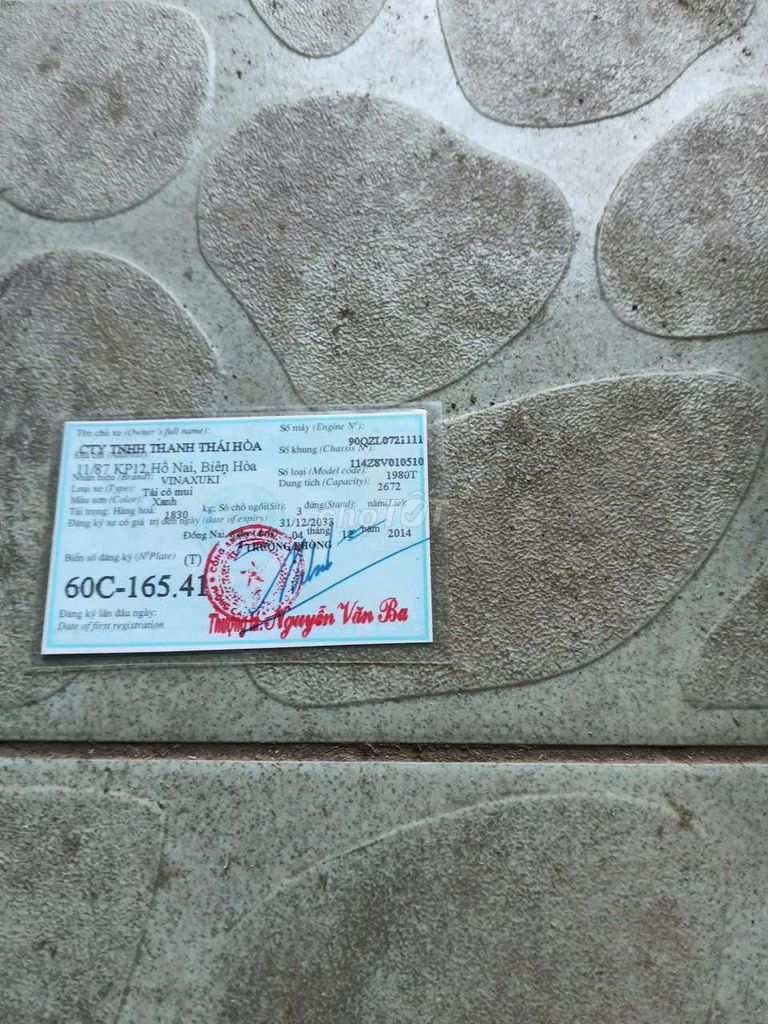 Tên chủ xe (Owner's full name):
CTY TNHH THANH THÁI HÒA
11/87 KP12 Hố Nai, Biên Hòa
Nhãn hiệu (Brand): VINAXUKI
Loại xe (Type): Tải có mui
Màu sơn (Color): Xanh
Tải trọng: Hàng hoá: 1830 kg; Số chỗ ngồi(Sit): 3 đứng(Stand): nằm(Lie):
Đăng ký xe có giá trị đến ngày (date of expiry): 31/12/2033
Số máy (Engine N°): 90QZL0721111
Số khung (Chassis N°): 114Z8V010510
Số loại (Model code): 1980T
Dung tích (Capacity): 2672
Đồng Nai, 04 tháng 12 năm 2014
TRƯỞNG PHÒNG
Biển số đăng ký (N°Plate) (T)
60C-165.41
Đăng ký lần đầu ngày:
Date of first registration
Nguyễn Văn Ba
chợTỐT